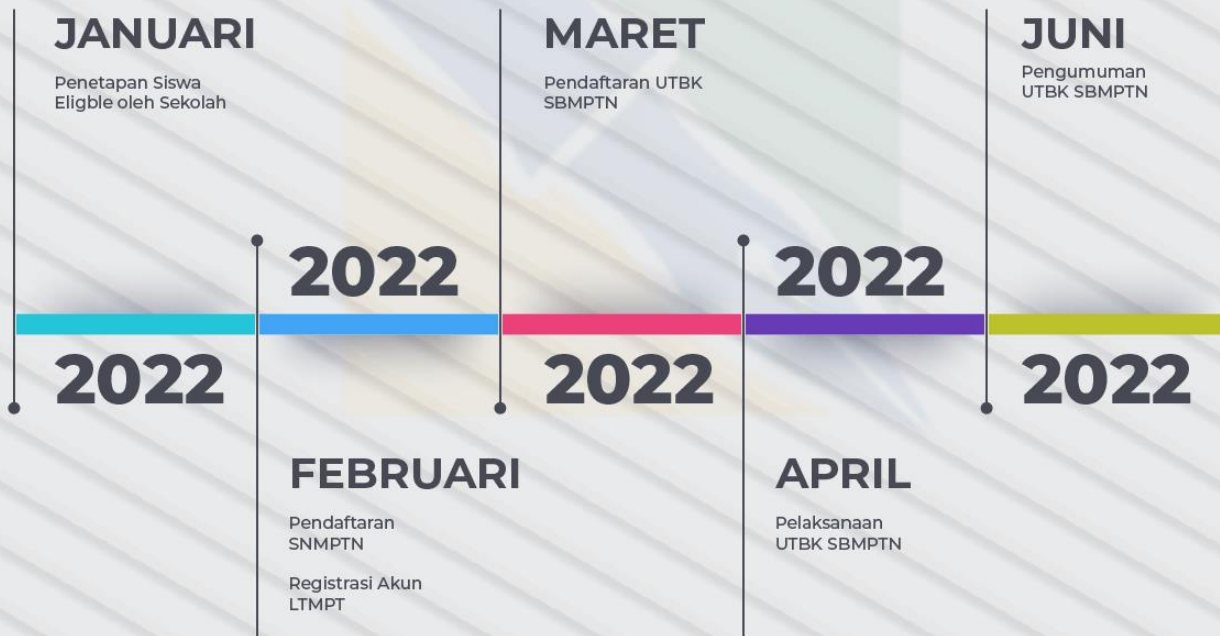 JANUARI
Penetapan Siswa
Eligble oleh Sekolah
2022
2022
FEBRUARI
Pendaftaran
SNMPTN
Registrasi Akun
LTMPT
MARET
Pendaftaran UTBK
SBMPTN
2022
2022
APRIL
Pelaksanaan
UTBK SBMPTN
JUNI
Pengumuman
UTBK SBMPTN
2022